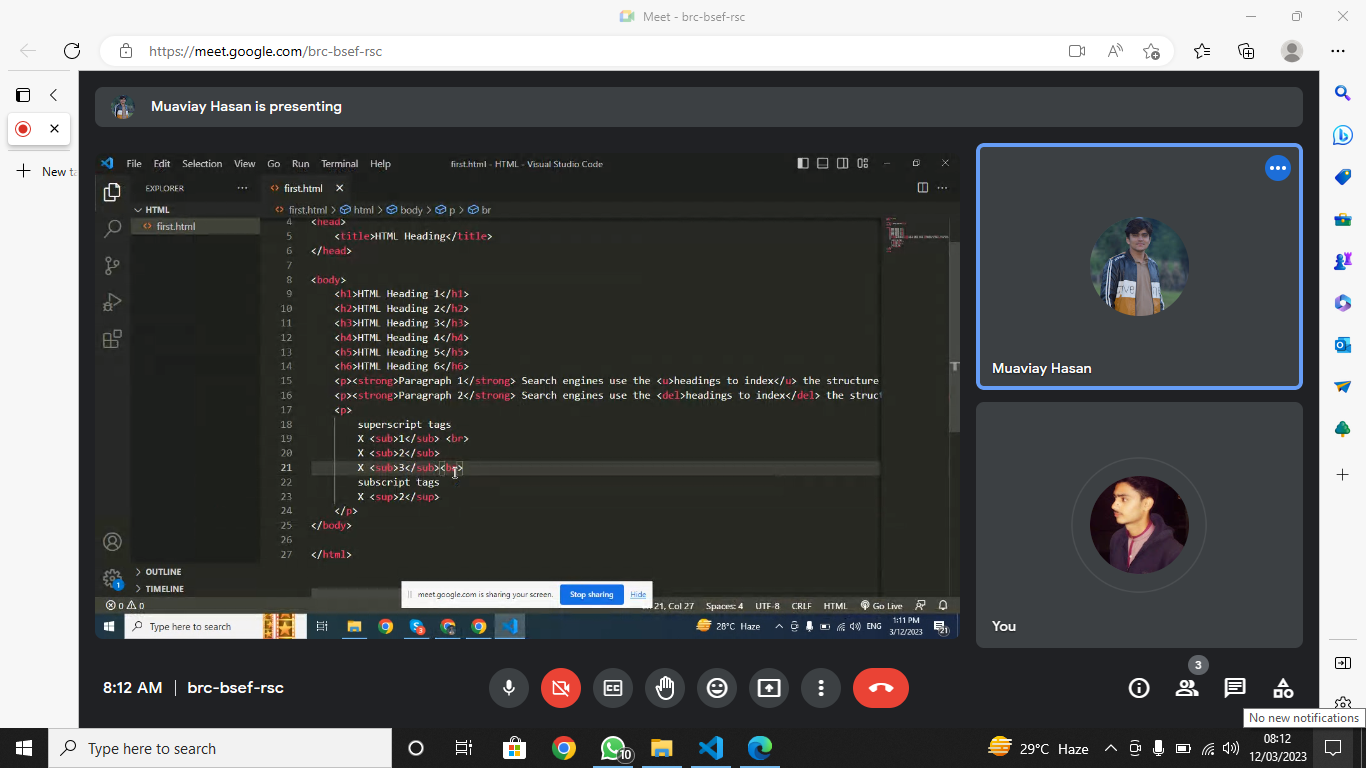 Meet - brc-bsef-rsc
https://meet.google.com/brc-bsef-rsc
New ta
Muaviay Hasan is presenting
File Edit Selection View Go Run Terminal Help
first.html - HTML - Visual Studio Code
EXPLORER
first.html
HTML
first.html
first.html > html > body > p > br
4 <head>
5 <title>HTML Heading</title>
6 </head>
7
8 <body>
9 <h1>HTML Heading 1</h1>
10 <h2>HTML Heading 2</h2>
11 <h3>HTML Heading 3</h3>
12 <h4>HTML Heading 4</h4>
13 <h5>HTML Heading 5</h5>
14 <h6>HTML Heading 6</h6>
15 <p><strong>Paragraph 1</strong> Search engines use the <u>headings to index</u> the structure
16 <p><strong>Paragraph 2</strong> Search engines use the <del>headings to index</del> the struct
17 <p>
18 superscript tags
19 X <sub>1</sub> <br>
20 X <sub>2</sub>
21 X <sub>3</sub><br>
22 subscript tags
23 X <sup>2</sup>
24 </p>
25 </body>
26
27 </html>
OUTLINE
TIMELINE
meet.google.com is sharing your screen.
Stop sharing
Hide
0 0
21, Col 27 Spaces: 4 UTF-8 CRLF HTML Go Live
Type here to search
28°C Haze
ENG
1:11 PM
3/12/2023
21
Muaviay Hasan
You
8:12 AM | brc-bsef-rsc
3
No new notifications
Type here to search
10
29°C Haze
08:12
12/03/2023